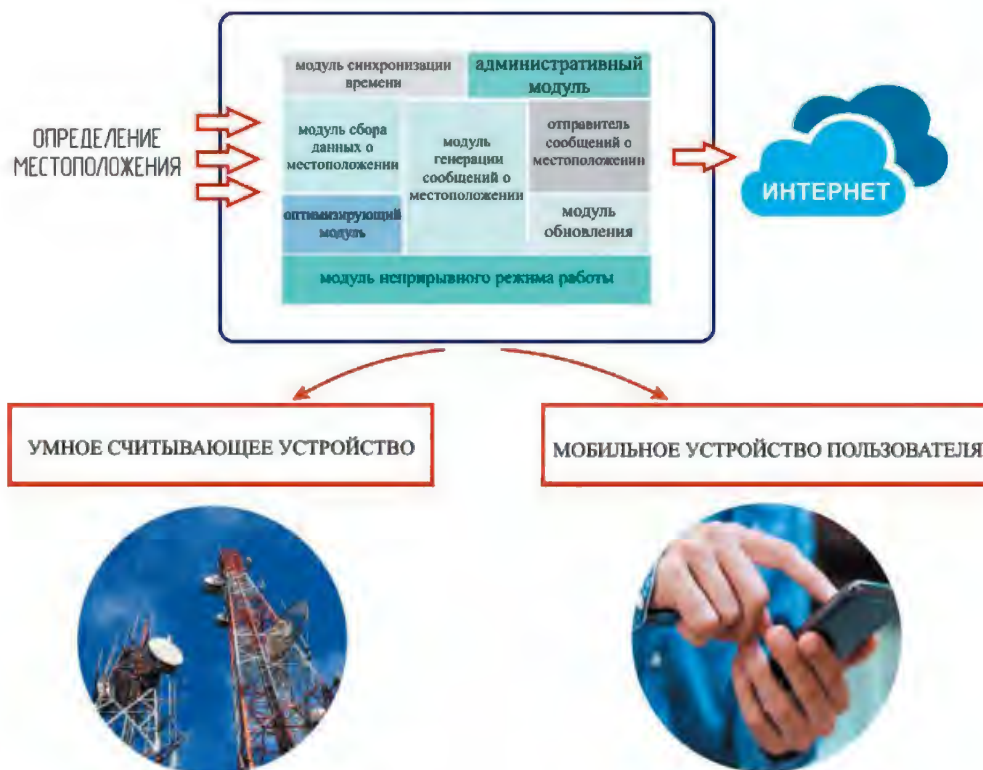 ОПРЕДЕЛЕНИЕ
МЕСТОПОЛОЖЕНИЯ
модуль синхронизации
времени
административный
модуль
модуль сбора
данных о
местоположении
модуль
генерации
сообщений о
местоположении
отправитель
сообщений о
местоположении
оптимизирующий
модуль
модуль
обновления
модуль неприрывного режима работы
ИНТЕРНЕТ
УМНОЕ СЧИТЫВАЮЩЕЕ УСТРОЙСТВО
МОБИЛЬНОЕ УСТРОЙСТВО ПОЛЬЗОВАТЕЛЯ